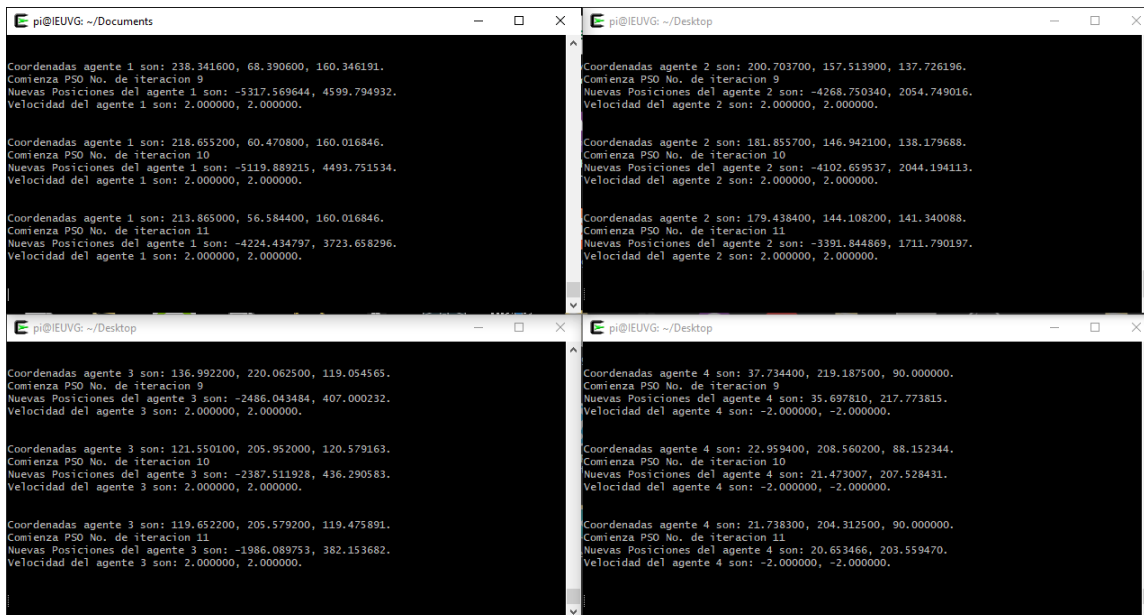 pi@IEUVG: ~/Documents
Coordenadas agente 1 son: 238.341600, 68.390600, 160.346191.
Comienza PSO No. de iteracion 9
Nuevas Posiciones del agente 1 son: -5317.569644, 4599.794932.
Velocidad del agente 1 son: 2.000000, 2.000000.
Coordenadas agente 1 son: 218.655200, 60.470800, 160.016846.
Comienza PSO No. de iteracion 10
Nuevas Posiciones del agente 1 son: -5119.889215, 4493.751534.
Velocidad del agente 1 son: 2.000000, 2.000000.
Coordenadas agente 1 son: 213.865000, 56.584400, 160.016846.
Comienza PSO No. de iteracion 11
Nuevas Posiciones del agente 1 son: -4224.434797, 3723.658296.
Velocidad del agente 1 son: 2.000000, 2.000000.
pi@IEUVG: ~/Desktop
Coordenadas agente 2 son: 200.703700, 157.513900, 137.726196.
Comienza PSO No. de iteracion 9
Nuevas Posiciones del agente 2 son: -4268.750340, 2054.749016.
Velocidad del agente 2 son: 2.000000, 2.000000.
Coordenadas agente 2 son: 181.855700, 146.942100, 138.179688.
Comienza PSO No. de iteracion 10
Nuevas Posiciones del agente 2 son: -4102.659537, 2044.194113.
Velocidad del agente 2 son: 2.000000, 2.000000.
Coordenadas agente 2 son: 179.438400, 144.108200, 141.340088.
Comienza PSO No. de iteracion 11
Nuevas Posiciones del agente 2 son: -3391.844869, 1711.790197.
Velocidad del agente 2 son: 2.000000, 2.000000.
pi@IEUVG: ~/Desktop
Coordenadas agente 3 son: 136.992200, 220.062500, 119.054565.
Comienza PSO No. de iteracion 9
Nuevas Posiciones del agente 3 son: -2486.043484, 407.000232.
Velocidad del agente 3 son: 2.000000, 2.000000.
Coordenadas agente 3 son: 121.550100, 205.952000, 120.579163.
Comienza PSO No. de iteracion 10
Nuevas Posiciones del agente 3 son: -2387.511928, 436.290583.
Velocidad del agente 3 son: 2.000000, 2.000000.
Coordenadas agente 3 son: 119.652200, 205.579200, 119.475891.
Comienza PSO No. de iteracion 11
Nuevas Posiciones del agente 3 son: -1986.089753, 382.153682.
Velocidad del agente 3 son: 2.000000, 2.000000.
pi@IEUVG: ~/Desktop
Coordenadas agente 4 son: 37.734400, 219.187500, 90.000000.
Comienza PSO No. de iteracion 9
Nuevas Posiciones del agente 4 son: 35.697810, 217.773815.
Velocidad del agente 4 son: -2.000000, -2.000000.
Coordenadas agente 4 son: 22.959400, 208.560200, 88.152344.
Comienza PSO No. de iteracion 10
Nuevas Posiciones del agente 4 son: 21.473007, 207.528431.
Velocidad del agente 4 son: -2.000000, -2.000000.
Coordenadas agente 4 son: 21.738300, 204.312500, 90.000000.
Comienza PSO No. de iteracion 11
Nuevas Posiciones del agente 4 son: 20.653466, 203.559470.
Velocidad del agente 4 son: -2.000000, -2.000000.